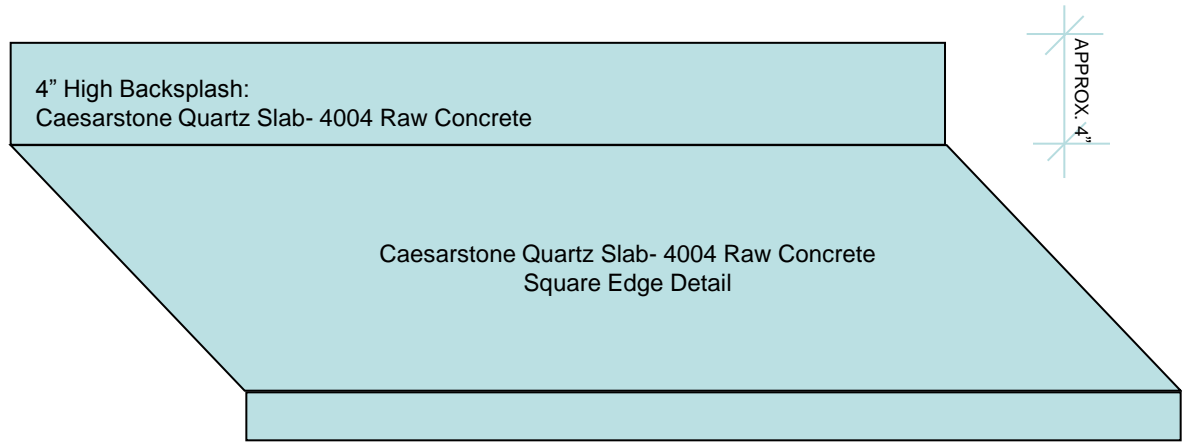 4” High Backsplash:
Caesarstone Quartz Slab- 4004 Raw Concrete
APPROX. 4”
Caesarstone Quartz Slab- 4004 Raw Concrete
Square Edge Detail